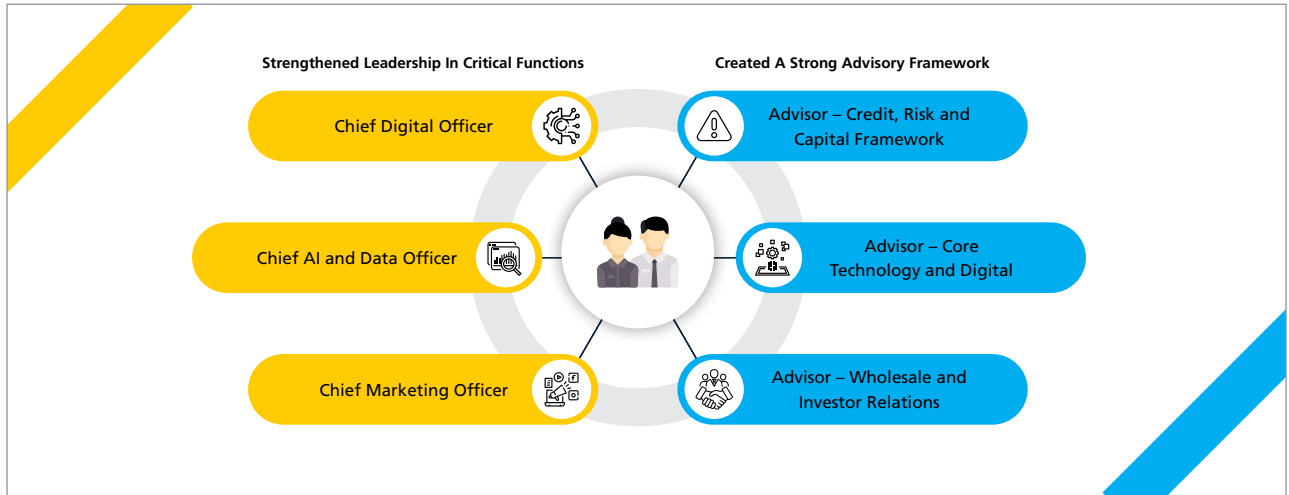 Strengthened Leadership In Critical Functions
Chief Digital Officer
Chief AI and Data Officer
Chief Marketing Officer
Created A Strong Advisory Framework
Advisor – Credit, Risk and
Capital Framework
Advisor – Core
Technology and Digital
Advisor – Wholesale and
Investor Relations